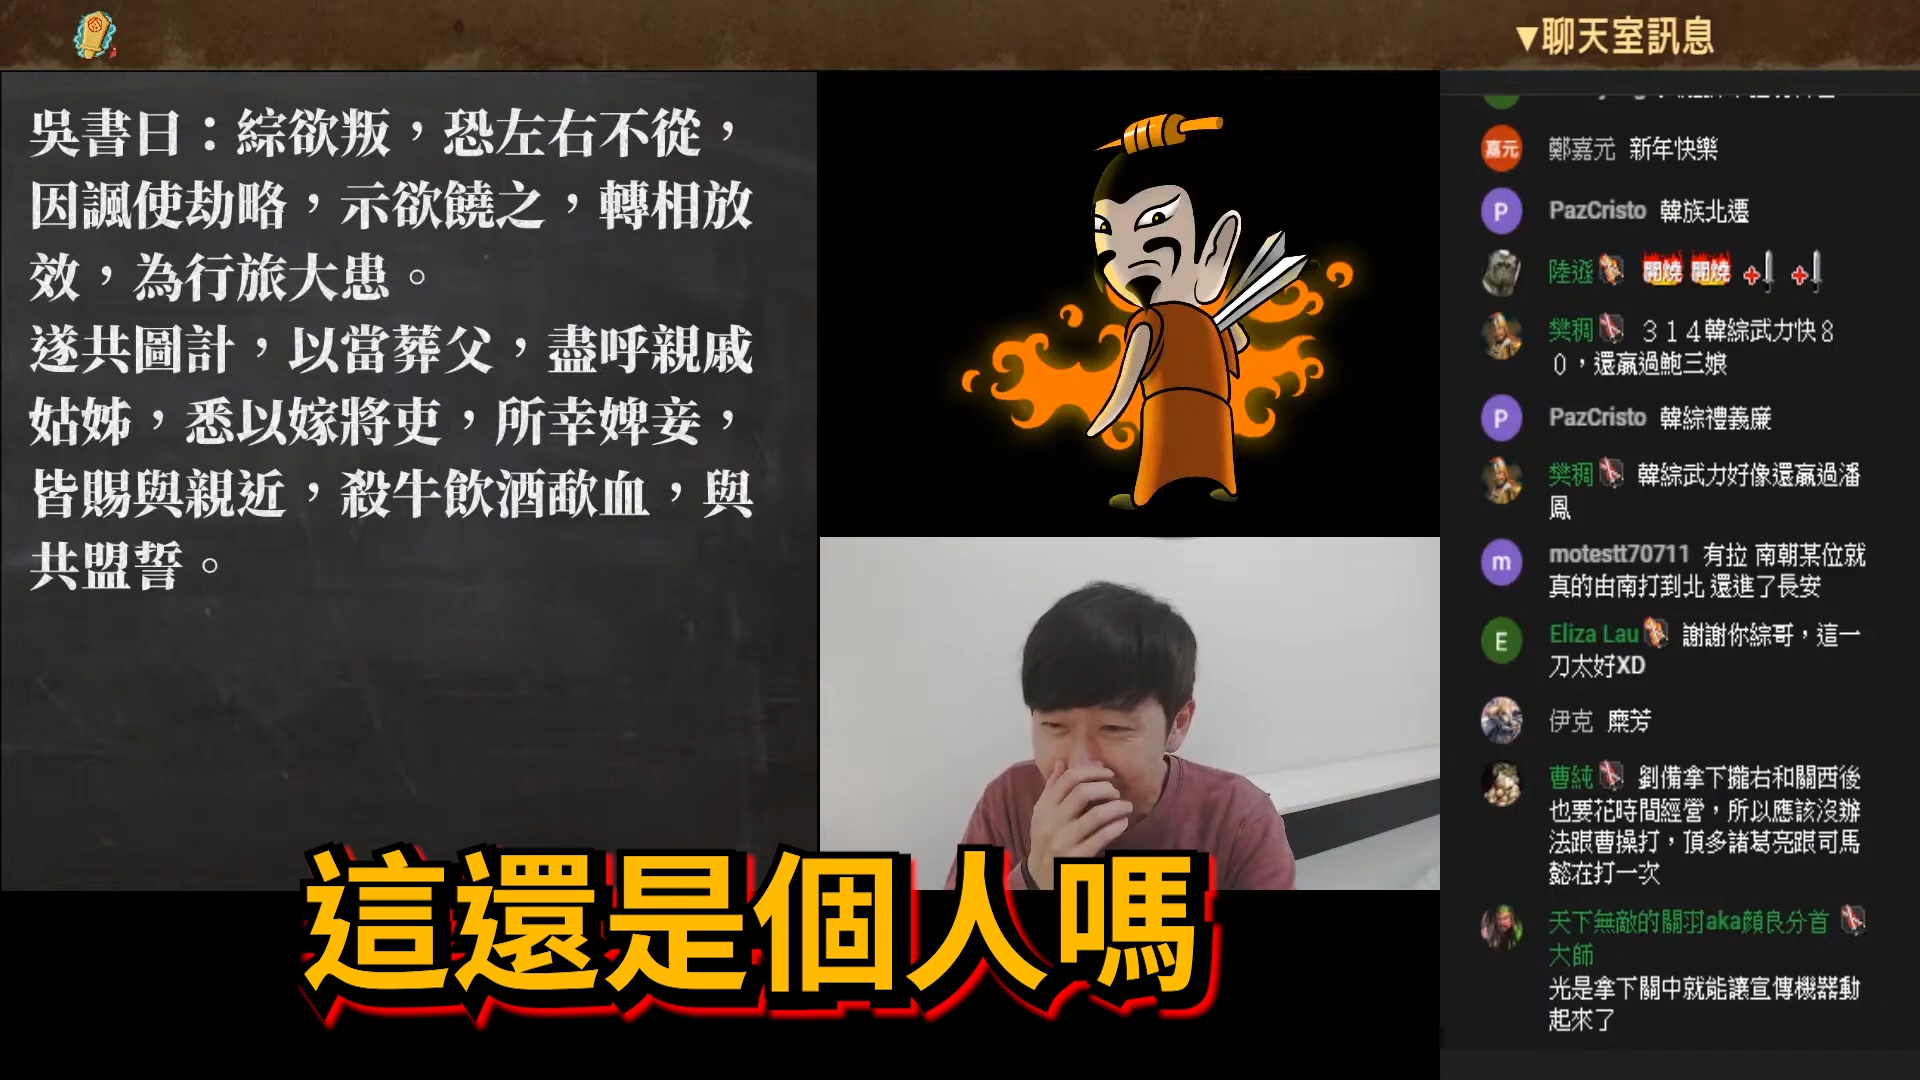 ▼聊天室訊息
吳書曰：綜欲叛，恐左右不從，
因諷使劫略，示欲饒之，轉相放
效，為行旅大患。
遂共圖計，以當葬父，盡呼親戚
姑姊，悉以嫁將吏，所幸婢妾，
皆賜與親近，殺牛飲酒歃血，與
共盟誓。
這還是個人嗎
嘉元 鄭嘉元 新年快樂
P PazCristo 韓族北遷
陸遜 開燒 開燒
樊稠 ３１４韓綜武力快８
０，還贏過鮑三娘
P PazCristo 韓綜禮義廉
樊稠 韓綜武力好像還贏過潘
鳳
m motestt70711 有拉 南朝某位就
真的由南打到北 還進了長安
E Eliza Lau 謝謝你綜哥，這一
刀太好XD
伊克 糜芳
曹純 劉備拿下隴右和關西後
也要花時間經營，所以應該沒辦
法跟曹操打，頂多諸葛亮跟司馬
懿在打一次
天下無敵的關羽aka顏良分首
大師
光是拿下關中就能讓宣傳機器動
起來了